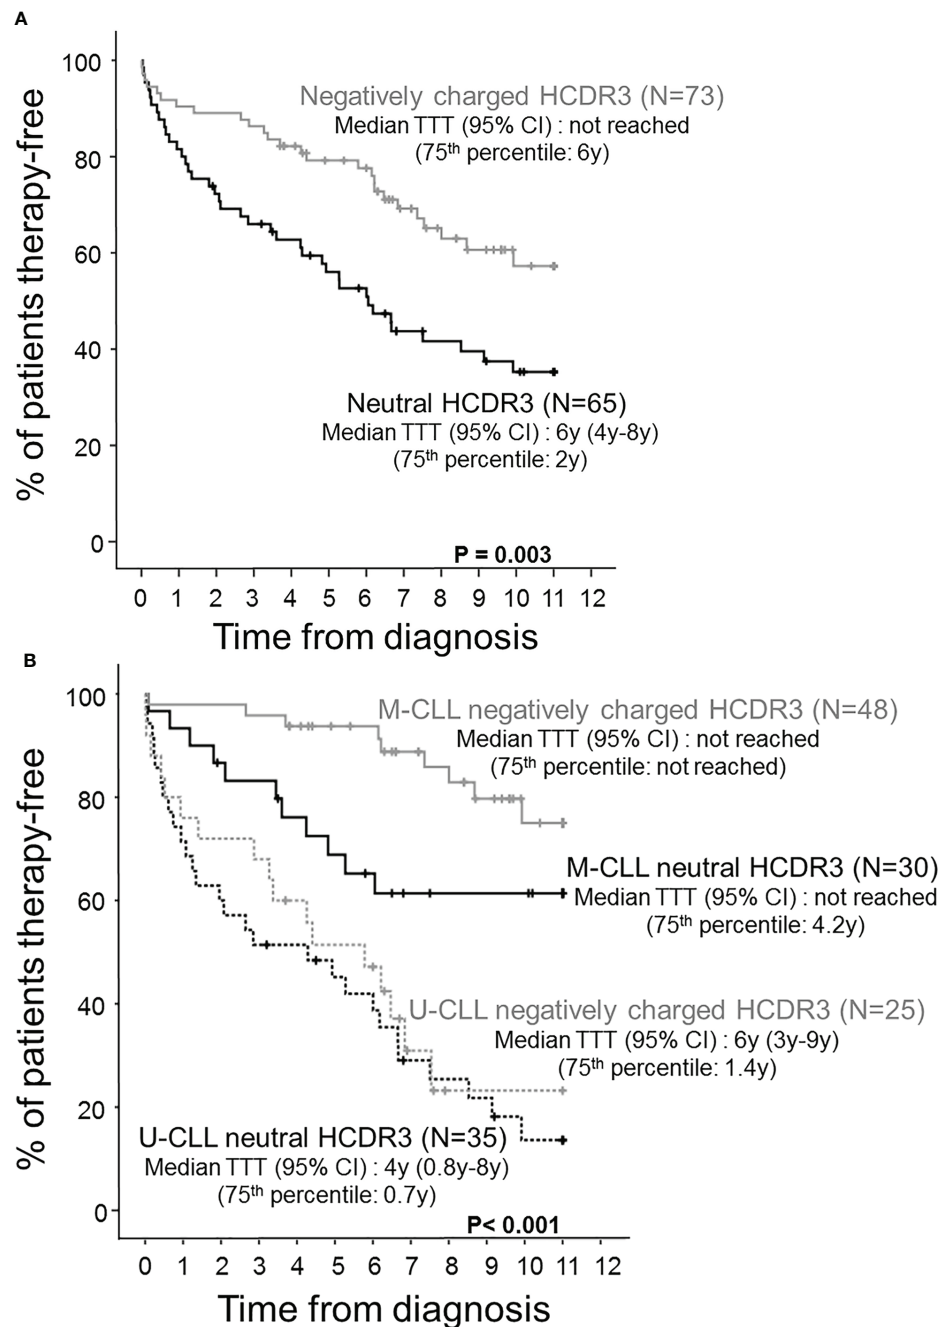 A
% of patients therapy-free
100
80
60
40
20
0
Negatively charged HCDR3 (N=73)
Median TTT (95% CI) : not reached
(75th percentile: 6y)
Neutral HCDR3 (N=65)
Median TTT (95% CI) : 6y (4y-8y)
(75th percentile: 2y)
P = 0.003
0 1 2 3 4 5 6 7 8 9 10 11 12
Time from diagnosis
B
% of patients therapy-free
100
80
60
40
20
0
M-CLL negatively charged HCDR3 (N=48)
Median TTT (95% CI) : not reached
(75th percentile: not reached)
M-CLL neutral HCDR3 (N=30)
Median TTT (95% CI) : not reached
(75th percentile: 4.2y)
U-CLL negatively charged HCDR3 (N=25)
Median TTT (95% CI) : 6y (3y-9y)
(75th percentile: 1.4y)
U-CLL neutral HCDR3 (N=35)
Median TTT (95% CI) : 4y (0.8y-8y)
(75th percentile: 0.7y)
P< 0.001
0 1 2 3 4 5 6 7 8 9 10 11 12
Time from diagnosis